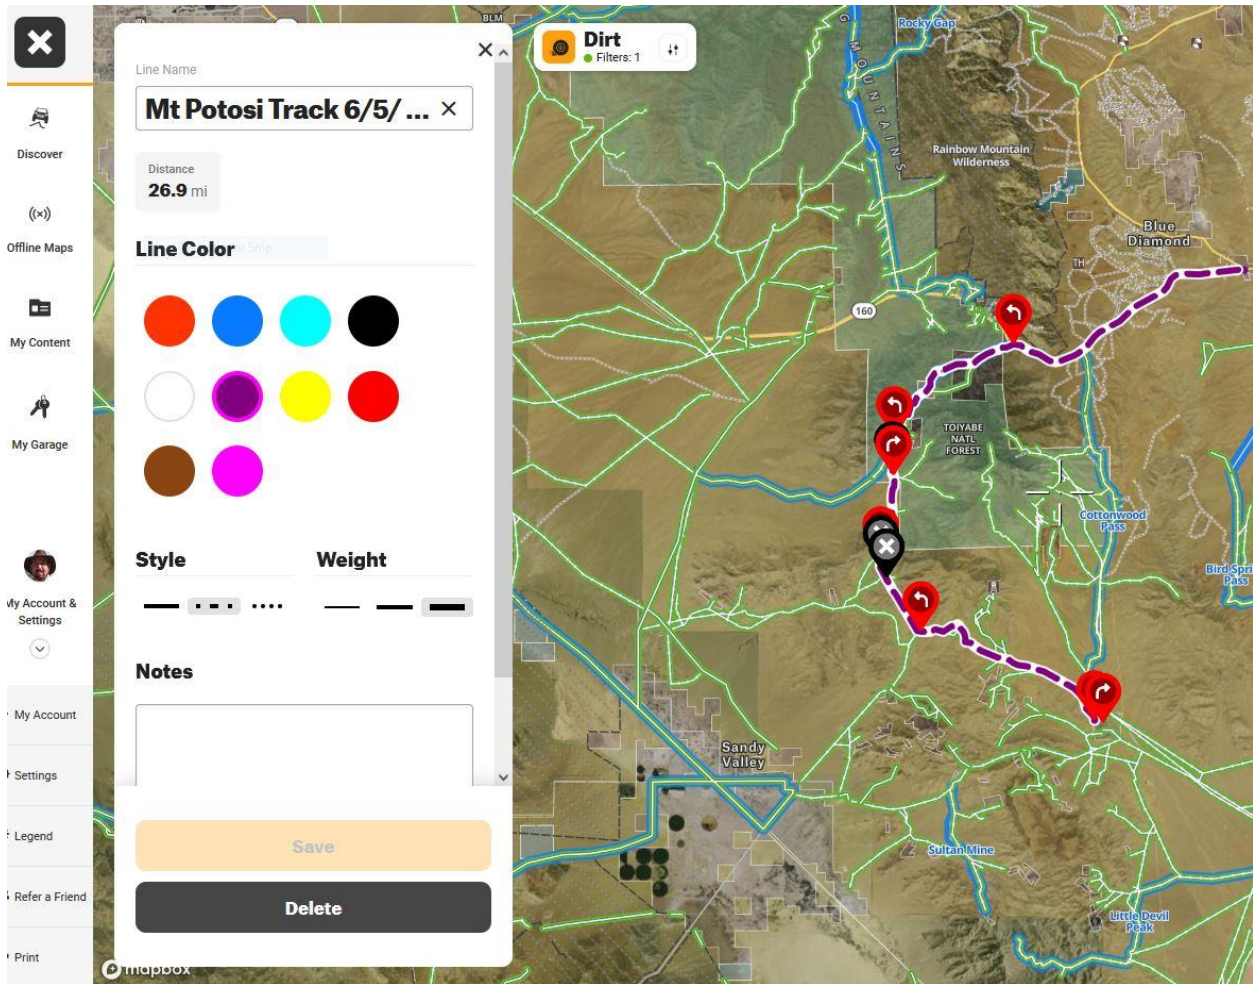 BLM
Line Name
Mt Potosi Track 6/5/ ...
Distance
26.9 mi
Line Color
Snip
Style
Weight
Notes
Save
Delete
mapbox
Discover
Offline Maps
My Content
My Garage
My Account &
Settings
My Account
Settings
Legend
Refer a Friend
Print
Dirt
Filters: 1
G MOUNTAINS
Rocky Gap
Rainbow Mountain
Wilderness
Blue
Diamond
TH
160
TOIYABE
NATL
FOREST
Cottonwood
Pass
Bird Spri
Pass
Sandy
Valley
Sultan Mine
Little Devil
Peak